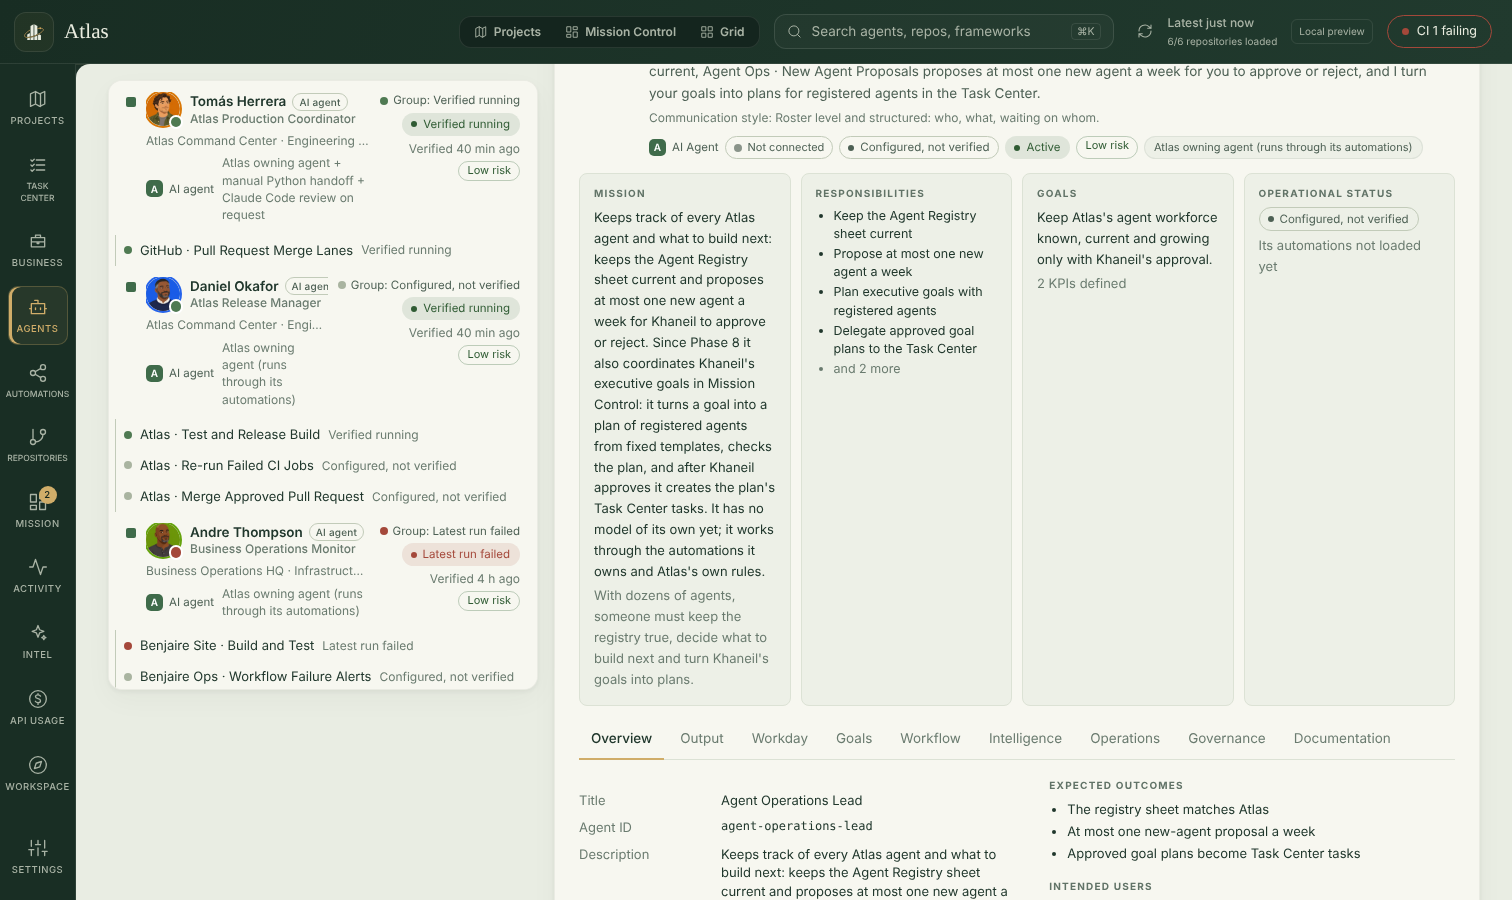 Atlas
Projects
Mission Control
Grid
Search agents, repos, frameworks
⌘K
Latest just now
6/6 repositories loaded
Local preview
CI 1 failing
PROJECTS
TASK
CENTER
BUSINESS
AGENTS
AUTOMATIONS
REPOSITORIES
2
MISSION
ACTIVITY
INTEL
API USAGE
WORKSPACE
SETTINGS
Tomás Herrera
AI agent
Group: Verified running
Atlas Production Coordinator
Verified running
Atlas Command Center · Engineering ...
Verified 40 min ago
A AI agent
Atlas owning agent +
manual Python handoff +
Claude Code review on
request
Low risk
GitHub · Pull Request Merge Lanes Verified running
Daniel Okafor
AI agen
Group: Configured, not verified
Atlas Release Manager
Verified running
Atlas Command Center · Engi...
Verified 40 min ago
A AI agent
Atlas owning
agent (runs
through its
automations)
Low risk
Atlas · Test and Release Build Verified running
Atlas · Re-run Failed CI Jobs Configured, not verified
Atlas · Merge Approved Pull Request Configured, not verified
Andre Thompson
AI agent
Group: Latest run failed
Business Operations Monitor
Latest run failed
Business Operations HQ · Infrastruct...
Verified 4 h ago
A AI agent
Atlas owning agent (runs
through its automations)
Low risk
Benjaire Site · Build and Test Latest run failed
Benjaire Ops · Workflow Failure Alerts Configured, not verified
current, Agent Ops · New Agent Proposals proposes at most one new agent a week for you to approve or reject, and I turn
your goals into plans for registered agents in the Task Center.
Communication style: Roster level and structured: who, what, waiting on whom.
A AI Agent
Not connected
Configured, not verified
Active
Low risk
Atlas owning agent (runs through its automations)
MISSION
Keeps track of every Atlas
agent and what to build next:
keeps the Agent Registry
sheet current and proposes
at most one new agent a
week for Khaneil to approve
or reject. Since Phase 8 it
also coordinates Khaneil's
executive goals in Mission
Control: it turns a goal into a
plan of registered agents
from fixed templates, checks
the plan, and after Khaneil
approves it creates the plan's
Task Center tasks. It has no
model of its own yet; it works
through the automations it
owns and Atlas's own rules.
With dozens of agents,
someone must keep the
registry true, decide what to
build next and turn Khaneil's
goals into plans.
RESPONSIBILITIES
• Keep the Agent Registry
sheet current
• Propose at most one new
agent a week
• Plan executive goals with
registered agents
• Delegate approved goal
plans to the Task Center
• and 2 more
GOALS
Keep Atlas's agent workforce
known, current and growing
only with Khaneil's approval.
2 KPIs defined
OPERATIONAL STATUS
Configured, not verified
Its automations not loaded
yet
Overview
Output
Workday
Goals
Workflow
Intelligence
Operations
Governance
Documentation
Title
Agent Operations Lead
Agent ID
agent-operations-lead
Description
Keeps track of every Atlas agent and what to
build next: keeps the Agent Registry sheet
current and proposes at most one new agent a
EXPECTED OUTCOMES
• The registry sheet matches Atlas
• At most one new-agent proposal a week
• Approved goal plans become Task Center tasks
INTENDED USERS